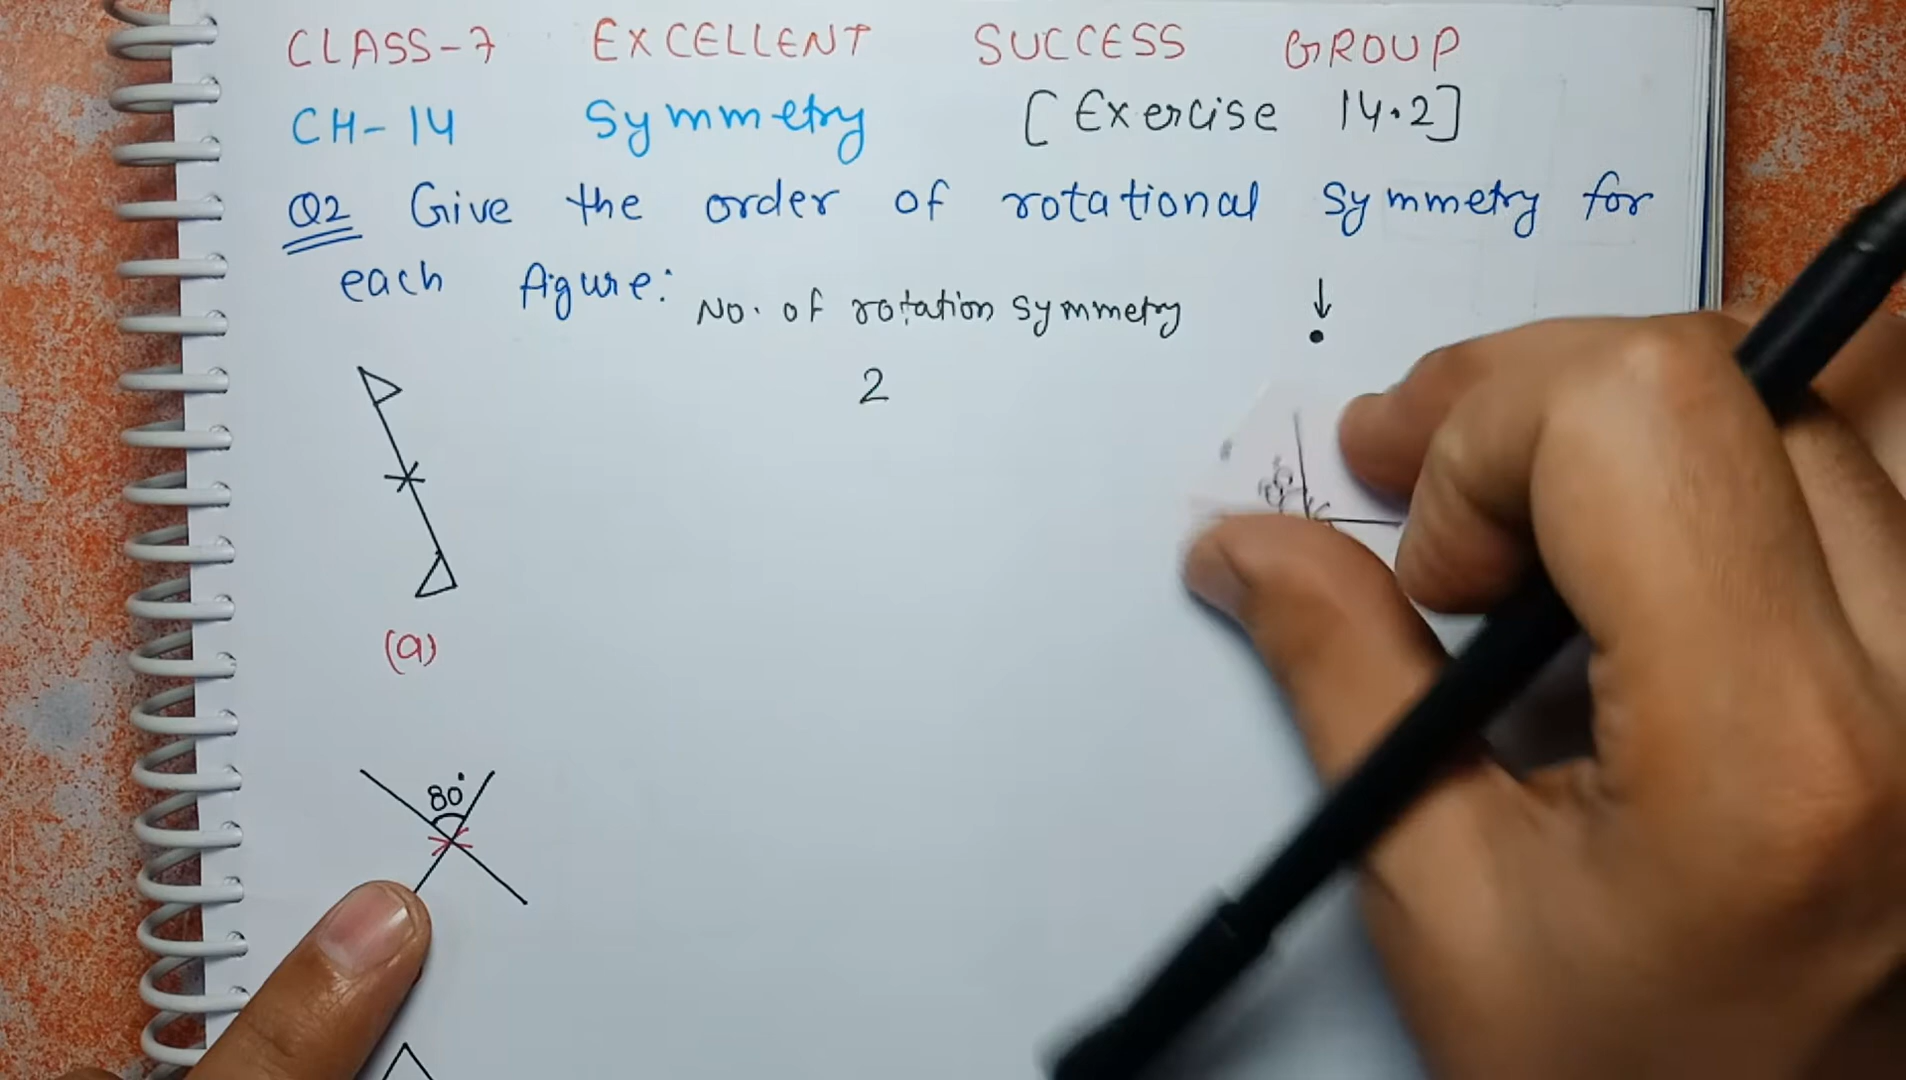 CLASS-7 EXCELLENT SUCCESS GROUP
CH-14 Symmetry [Exercise 14.2]
Q2 Give the order of rotational symmetry for
each figure:
No. of rotation symmetry
2
(a)
80°